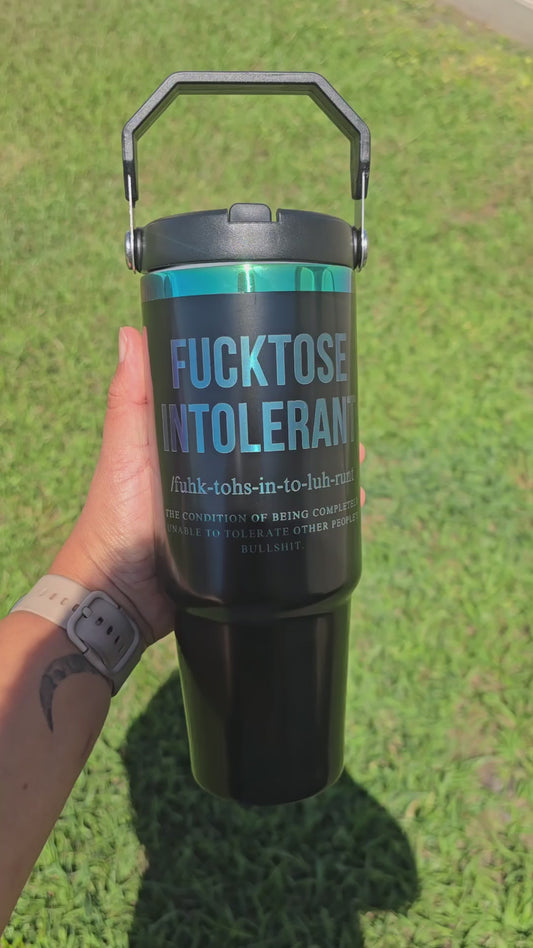 FUCKTOSE
INTOLERANT
/fuhk-tohs-in-to-luh-runt
THE CONDITION OF BEING COMPLETELY
UNABLE TO TOLERATE OTHER PEOPLE'S
BULLSHIT.